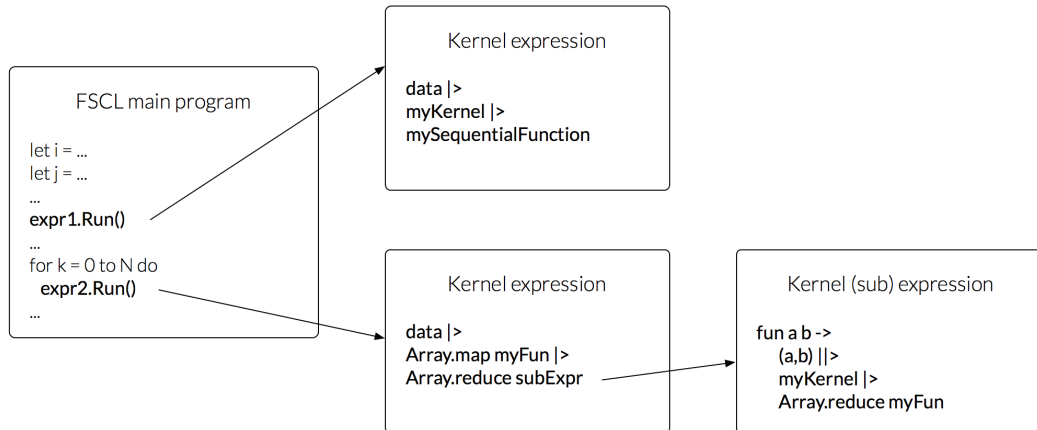 FSCL main program
let i = ...
let j = ...
...
expr1.Run()
...
for k = 0 to N do
expr2.Run()
...
Kernel expression
data |>
myKernel |>
mySequentialFunction
Kernel expression
data |>
Array.map myFun |>
Array.reduce subExpr
Kernel (sub) expression
fun a b ->
(a,b) ||>
myKernel |>
Array.reduce myFun